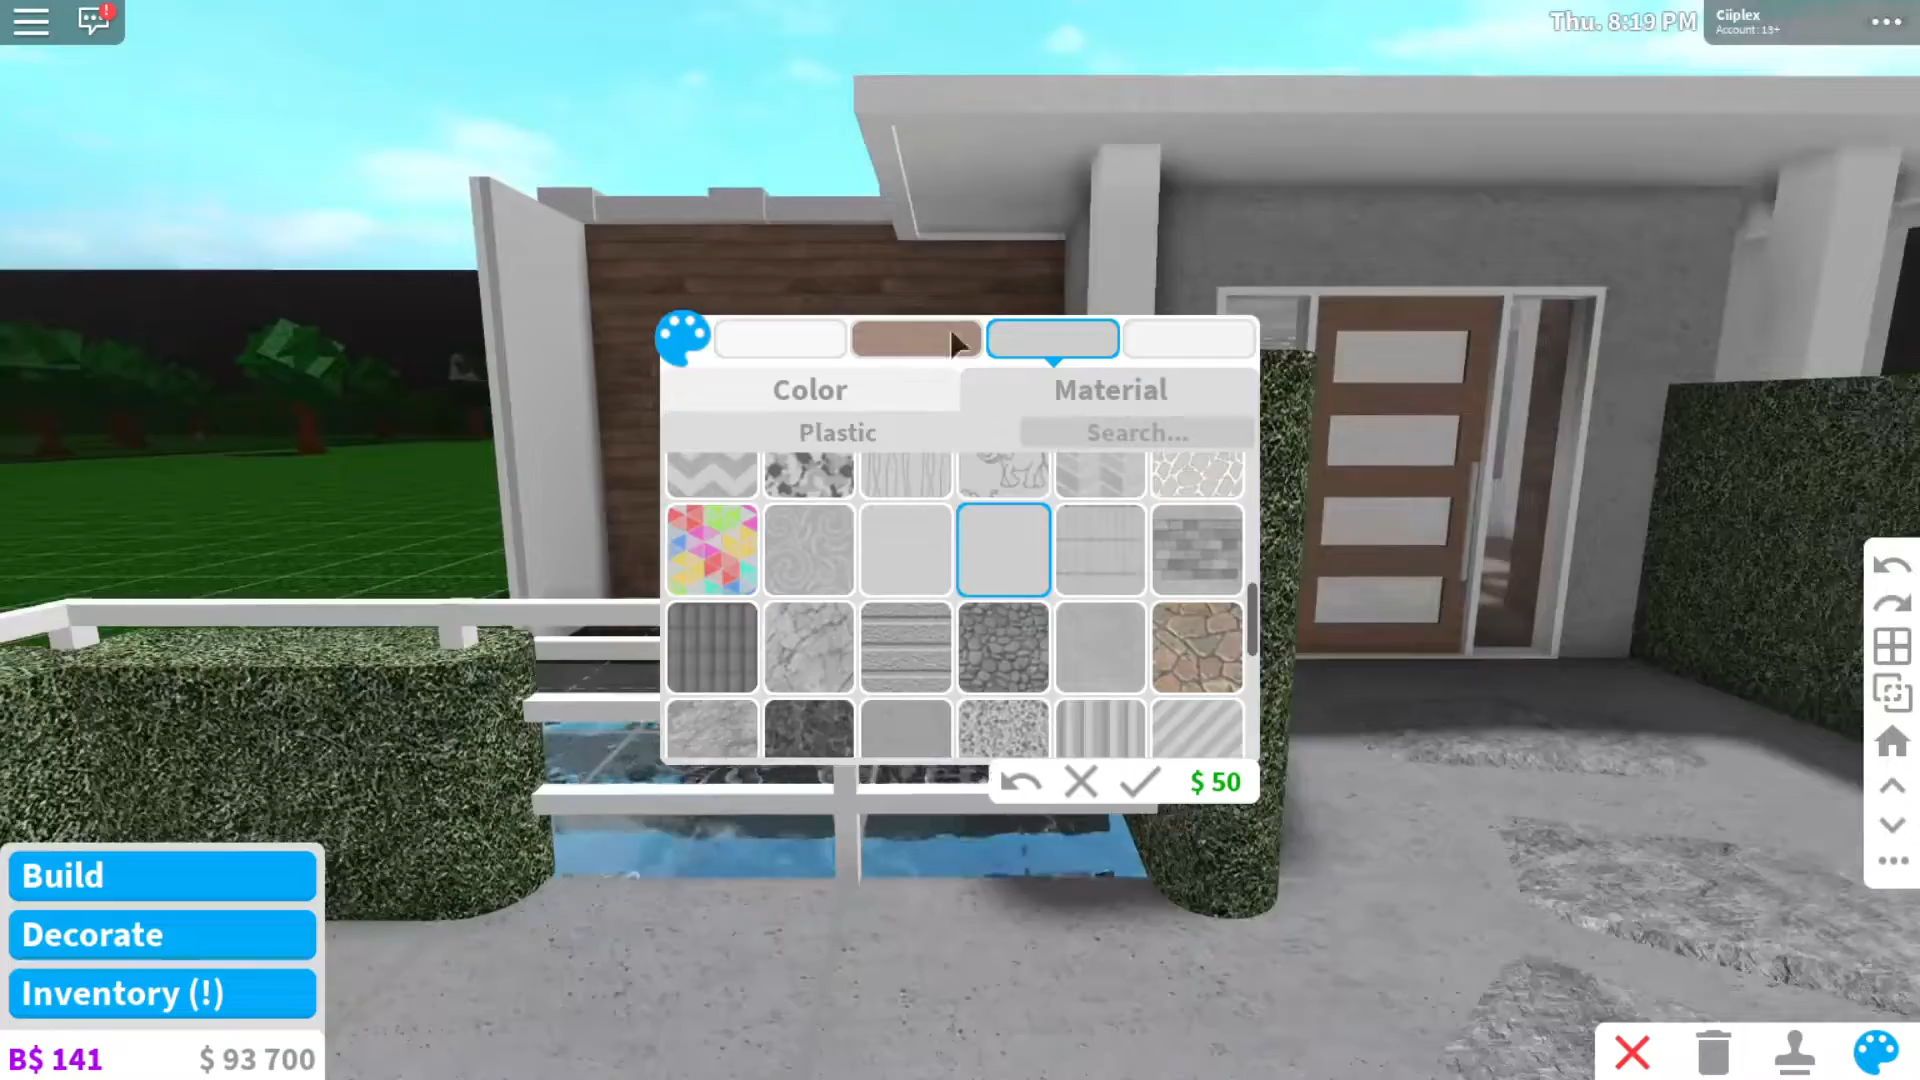 Thu. 8:19 PM
Ciiplex
Account: 13+
Color
Material
Plastic
Search...
$ 50
Build
Decorate
Inventory (!)
B$ 141
$ 93 700